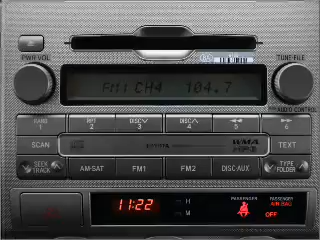 PWR·VOL
TUNE·FILE
FM1 CH4 104.7
AUDIO CONTROL
BAND RPT DISC∨ DISC∧ ◀◀ ▶▶
1 2 3 4 5 6
SCAN TOYOTA WMA TEXT
MP3
SEEK TRACK AM·SAT FM1 FM2 DISC·AUX TYPE FOLDER
11:22 H
M
PASSENGER
PASSENGER
AIR BAG
OFF